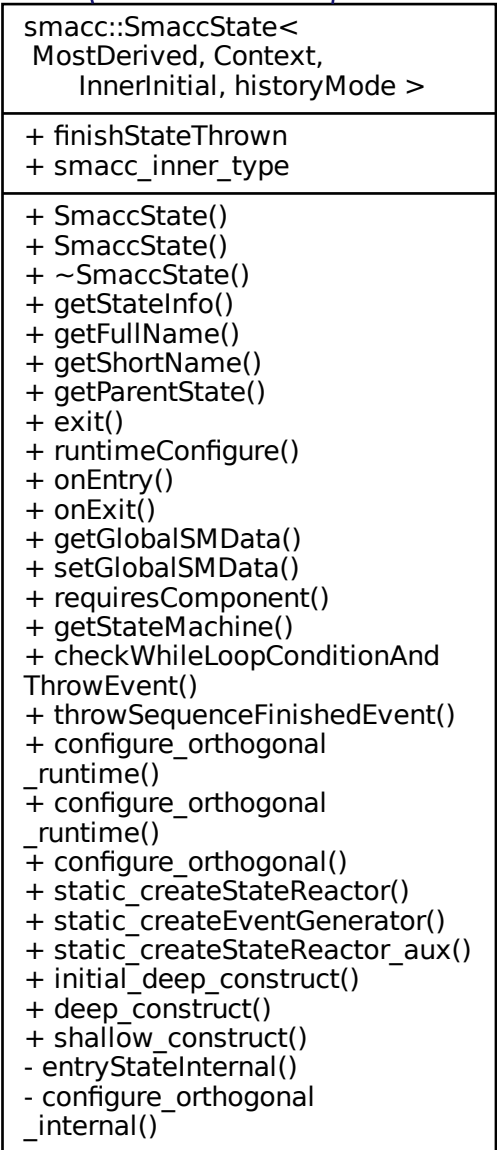 smacc::SmaccState<
MostDerived, Context,
InnerInitial, historyMode >
+ finishStateThrown
+ smacc_inner_type
+ SmaccState()
+ SmaccState()
+ ~SmaccState()
+ getStateInfo()
+ getFullName()
+ getShortName()
+ getParentState()
+ exit()
+ runtimeConfigure()
+ onEntry()
+ onExit()
+ getGlobalSMData()
+ setGlobalSMData()
+ requiresComponent()
+ getStateMachine()
+ checkWhileLoopConditionAnd
ThrowEvent()
+ throwSequenceFinishedEvent()
+ configure_orthogonal
_runtime()
+ configure_orthogonal
_runtime()
+ configure_orthogonal()
+ static_createStateReactor()
+ static_createEventGenerator()
+ static_createStateReactor_aux()
+ initial_deep_construct()
+ deep_construct()
+ shallow_construct()
- entryStateInternal()
- configure_orthogonal
_internal()